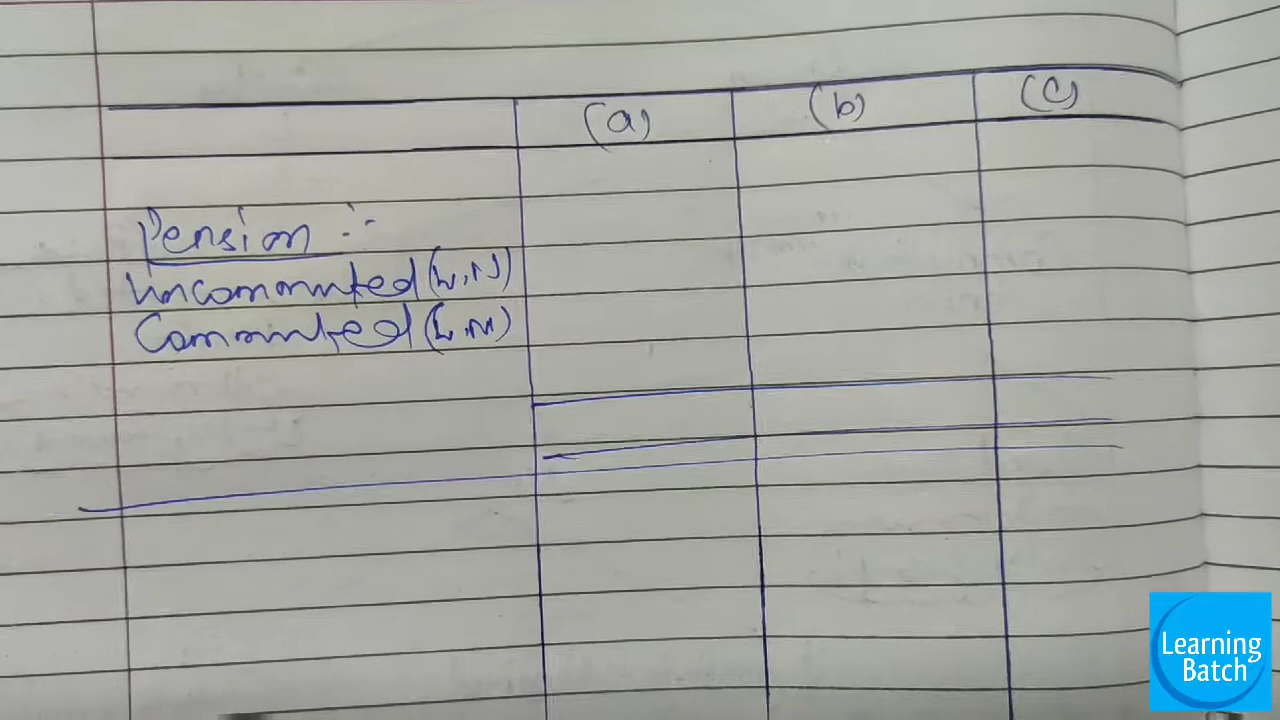 (a) (b) (c)
Pension :-
Uncommuted (W.N)
Commuted (W.N)
Learning
Batch